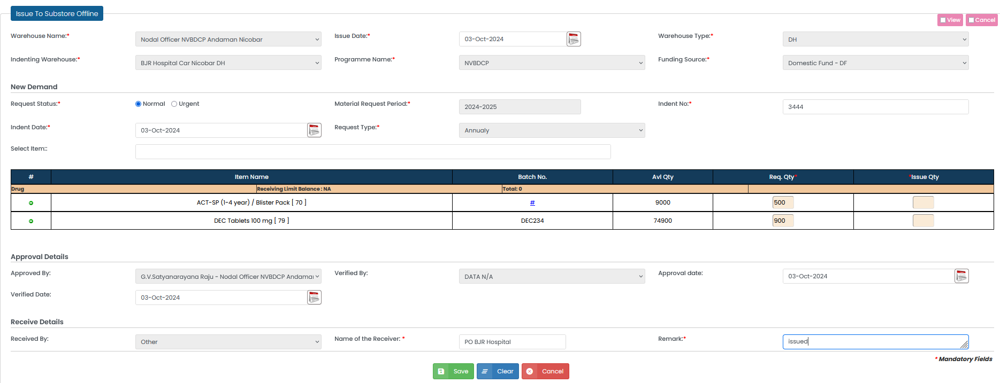 Issue To Substore Offline
View Cancel
Warehouse Name:* Nodal Officer NVBDCP Andaman Nicobar Issue Date:* 03-Oct-2024 Warehouse Type:* DH
Indenting Warehouse:* BJR Hospital Car Nicobar DH Programme Name:* NVBDCP Funding Source:* Domestic Fund - DF
New Demand
Request Status:* Normal Urgent Material Request Period:* 2024-2025 Indent No:* 3444
Indent Date:* 03-Oct-2024 Request Type:* Annualy
Select Item::
# Item Name Batch No. Avl Qty Req. Qty* *Issue Qty
Drug Receiving Limit Balance : NA Total: 0
ACT-SP (1-4 year) / Blister Pack [ 70 ] # 9000 500
DEC Tablets 100 mg [ 79 ] DEC234 74900 900
Approval Details
Approved By: G.V.Satyanarayana Raju - Nodal Officer NVBDCP Andaman Verified By: DATA N/A Approval date: 03-Oct-2024
Verified Date: 03-Oct-2024
Receive Details
Received By: Other Name of the Receiver: * PO BJR Hospital Remark:* issued
* Mandatory Fields
Save Clear Cancel